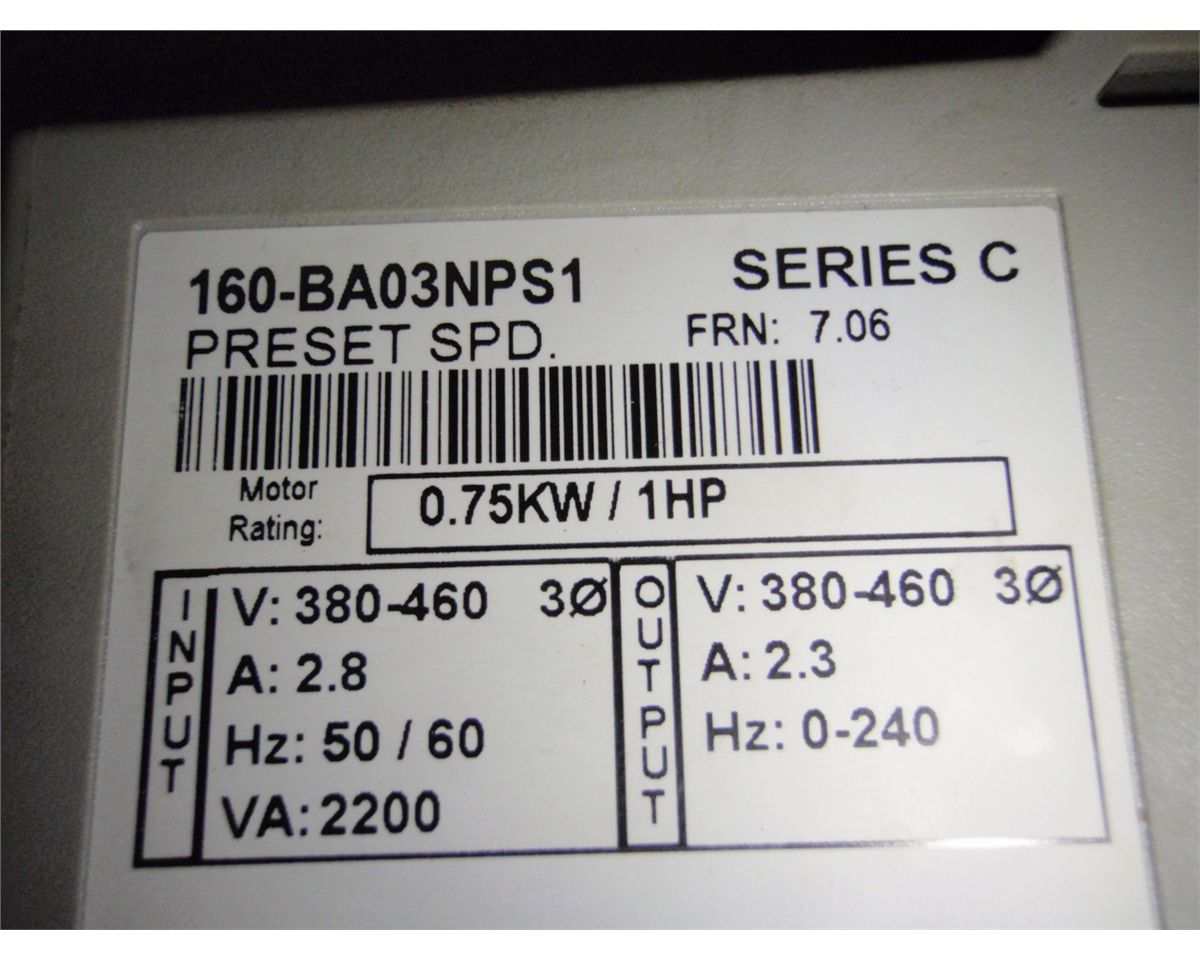 160-BA03NPS1 SERIES C
PRESET SPD. FRN: 7.06
Motor
Rating: 0.75KW / 1HP
INPUT
V: 380-460 3Ø
A: 2.8
Hz: 50 / 60
VA: 2200
OUTPUT
V: 380-460 3Ø
A: 2.3
Hz: 0-240